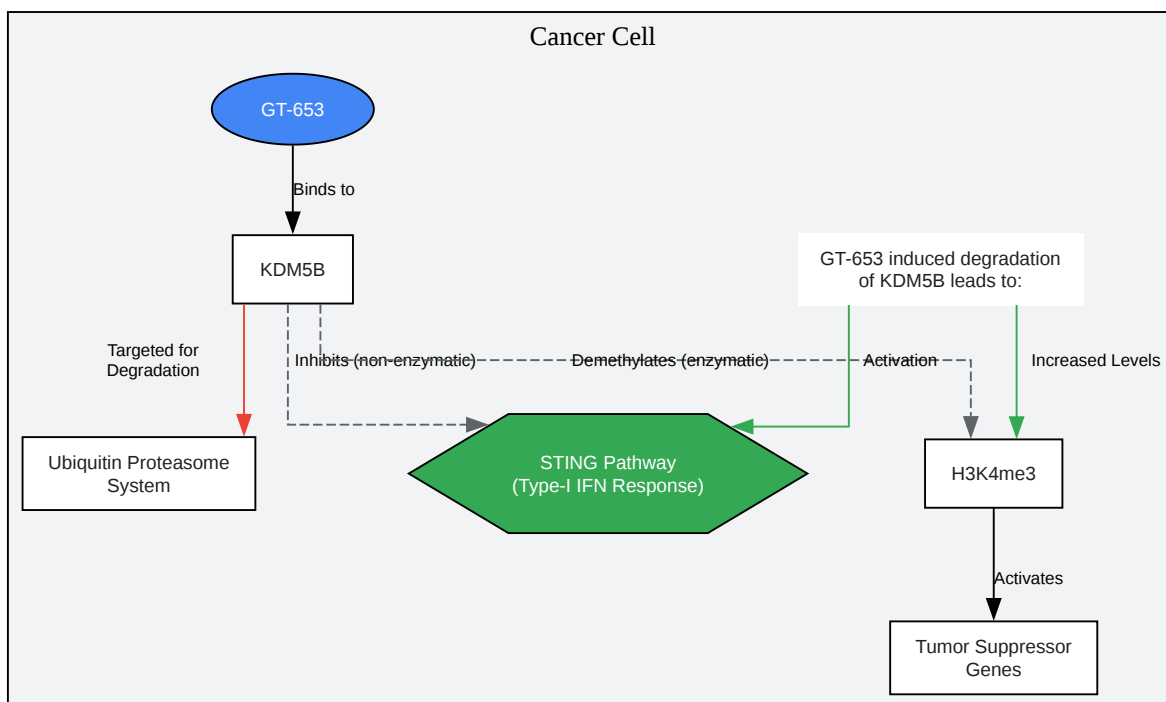 Cancer Cell
GT-653
Binds to
KDM5B
GT-653 induced degradation
of KDM5B leads to:
Targeted for
Degradation
Inhibits (non-enzymatic)
Demethylates (enzymatic)
Activation
Increased Levels
Ubiquitin Proteasome
System
STING Pathway
(Type-I IFN Response)
H3K4me3
Activates
Tumor Suppressor
Genes